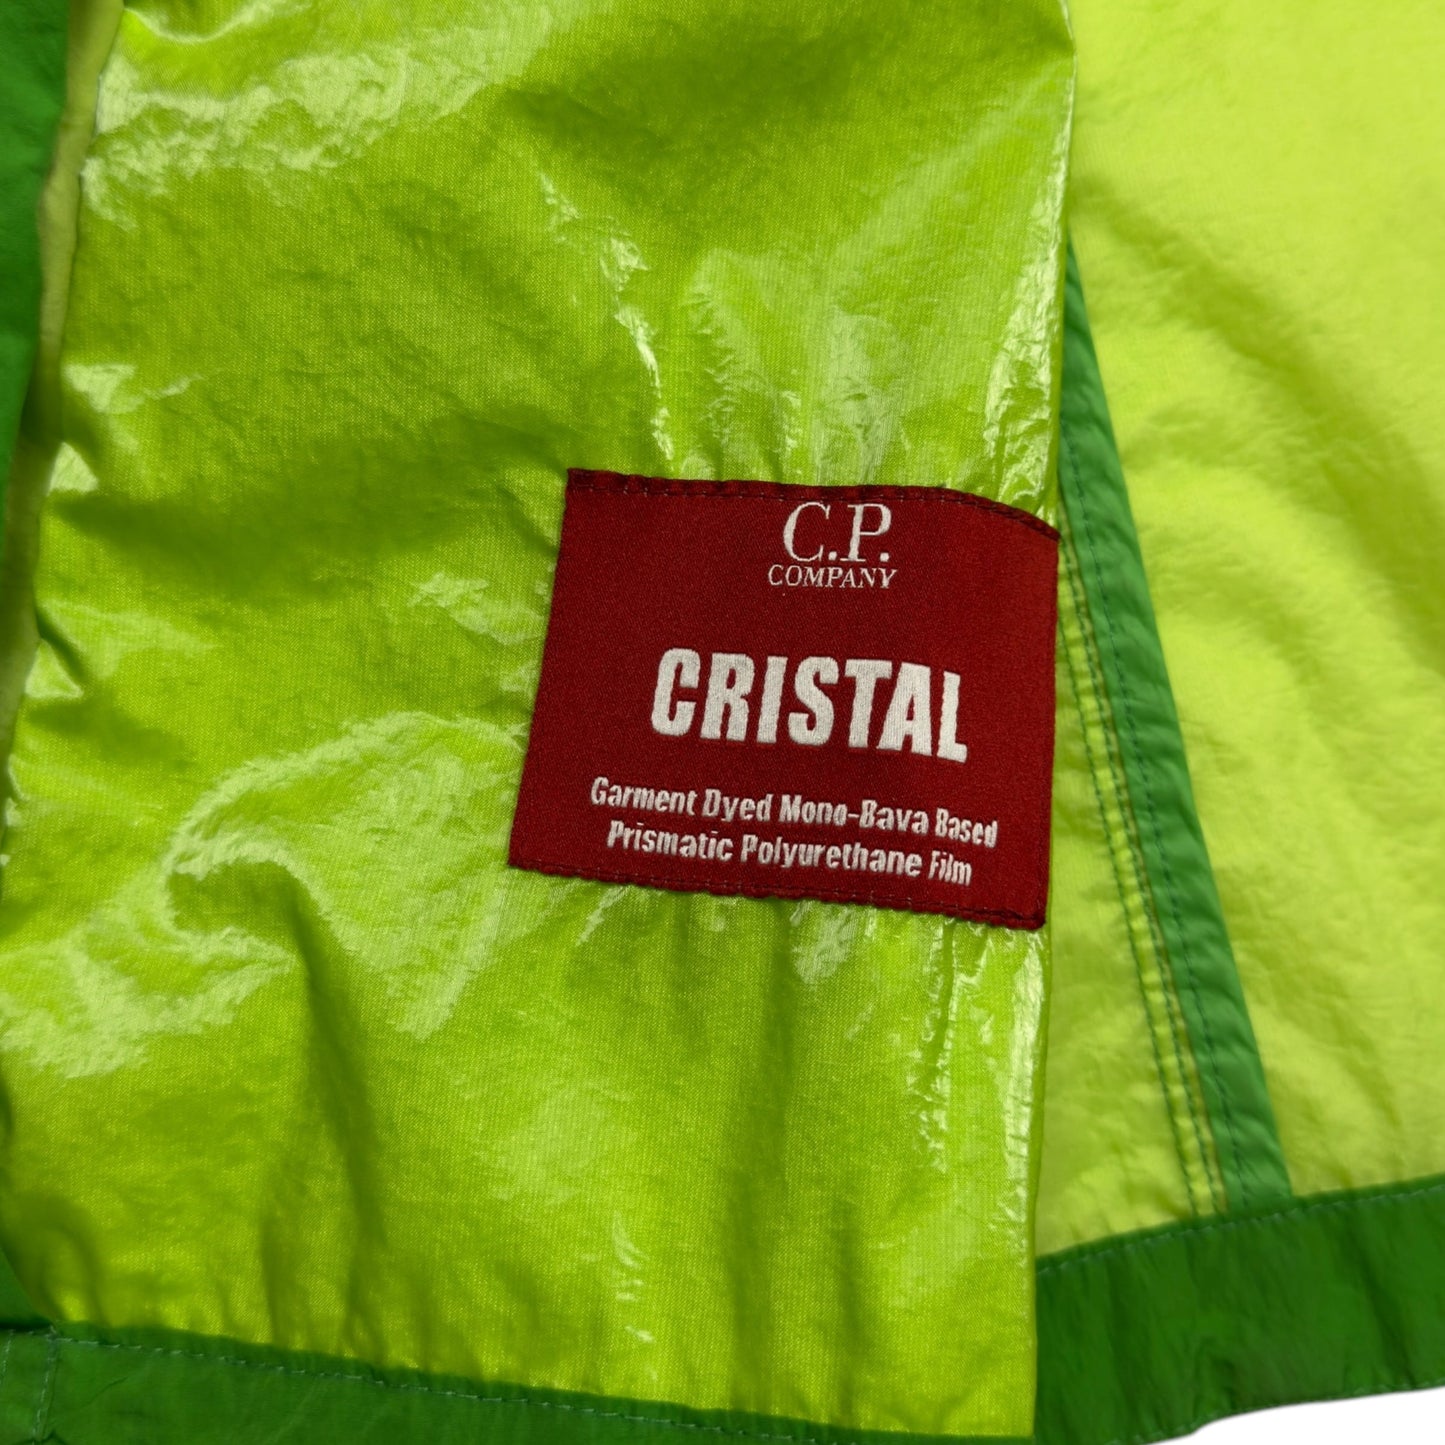 C.P.
COMPANY
CRISTAL
Garment Dyed Mono-Bava Based
Prismatic Polyurethane Film